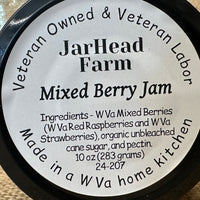 Veteran Owned & Veteran Labor
JarHead
Farm
Mixed Berry Jam
Ingredients - W Va Mixed Berries
(W Va Red Raspberries and W Va
Strawberries), organic unbleached
cane sugar, and pectin.
10 oz (283 grams)
24-207
Made in a W Va home kitchen